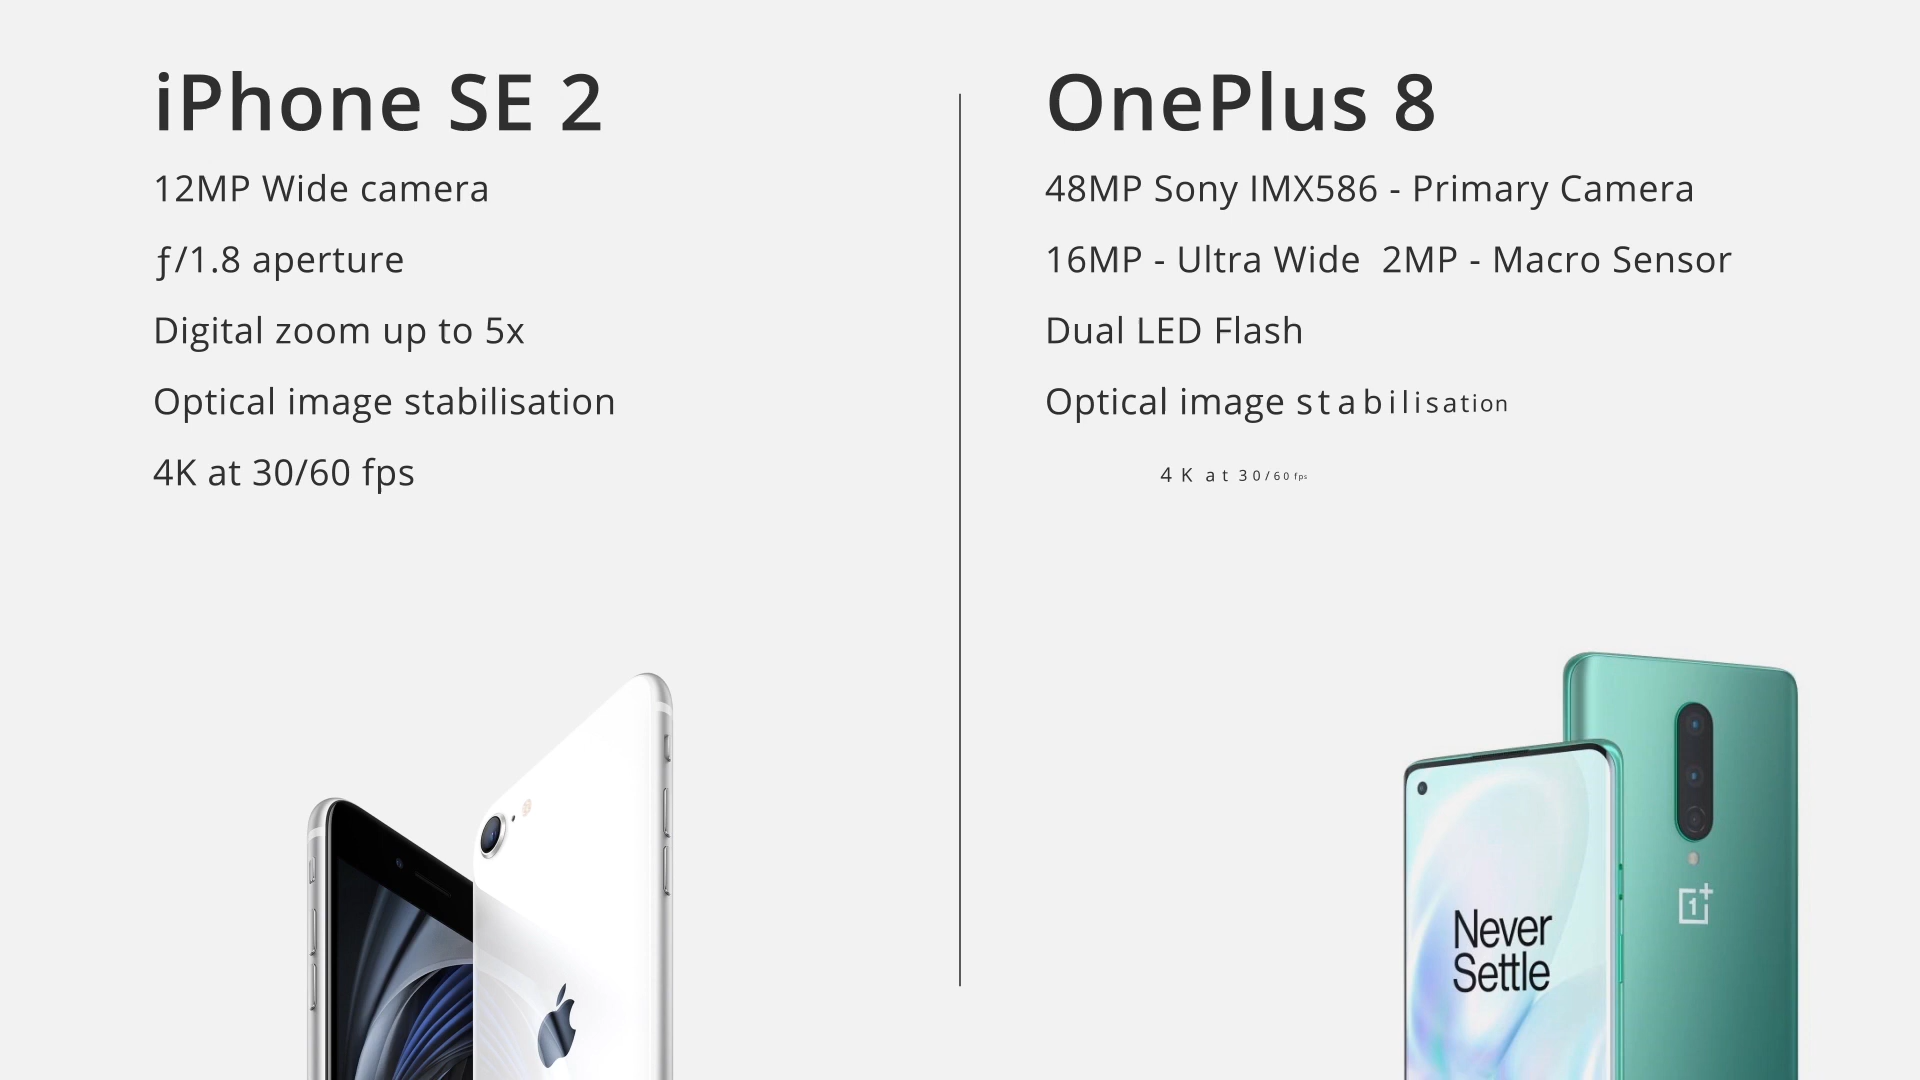 iPhone SE 2
12MP Wide camera
ƒ/1.8 aperture
Digital zoom up to 5x
Optical image stabilisation
4K at 30/60 fps
OnePlus 8
48MP Sony IMX586 - Primary Camera
16MP - Ultra Wide  2MP - Macro Sensor
Dual LED Flash
Optical image stabilisation
4K at 30/60 fps
Never
Settle
1+